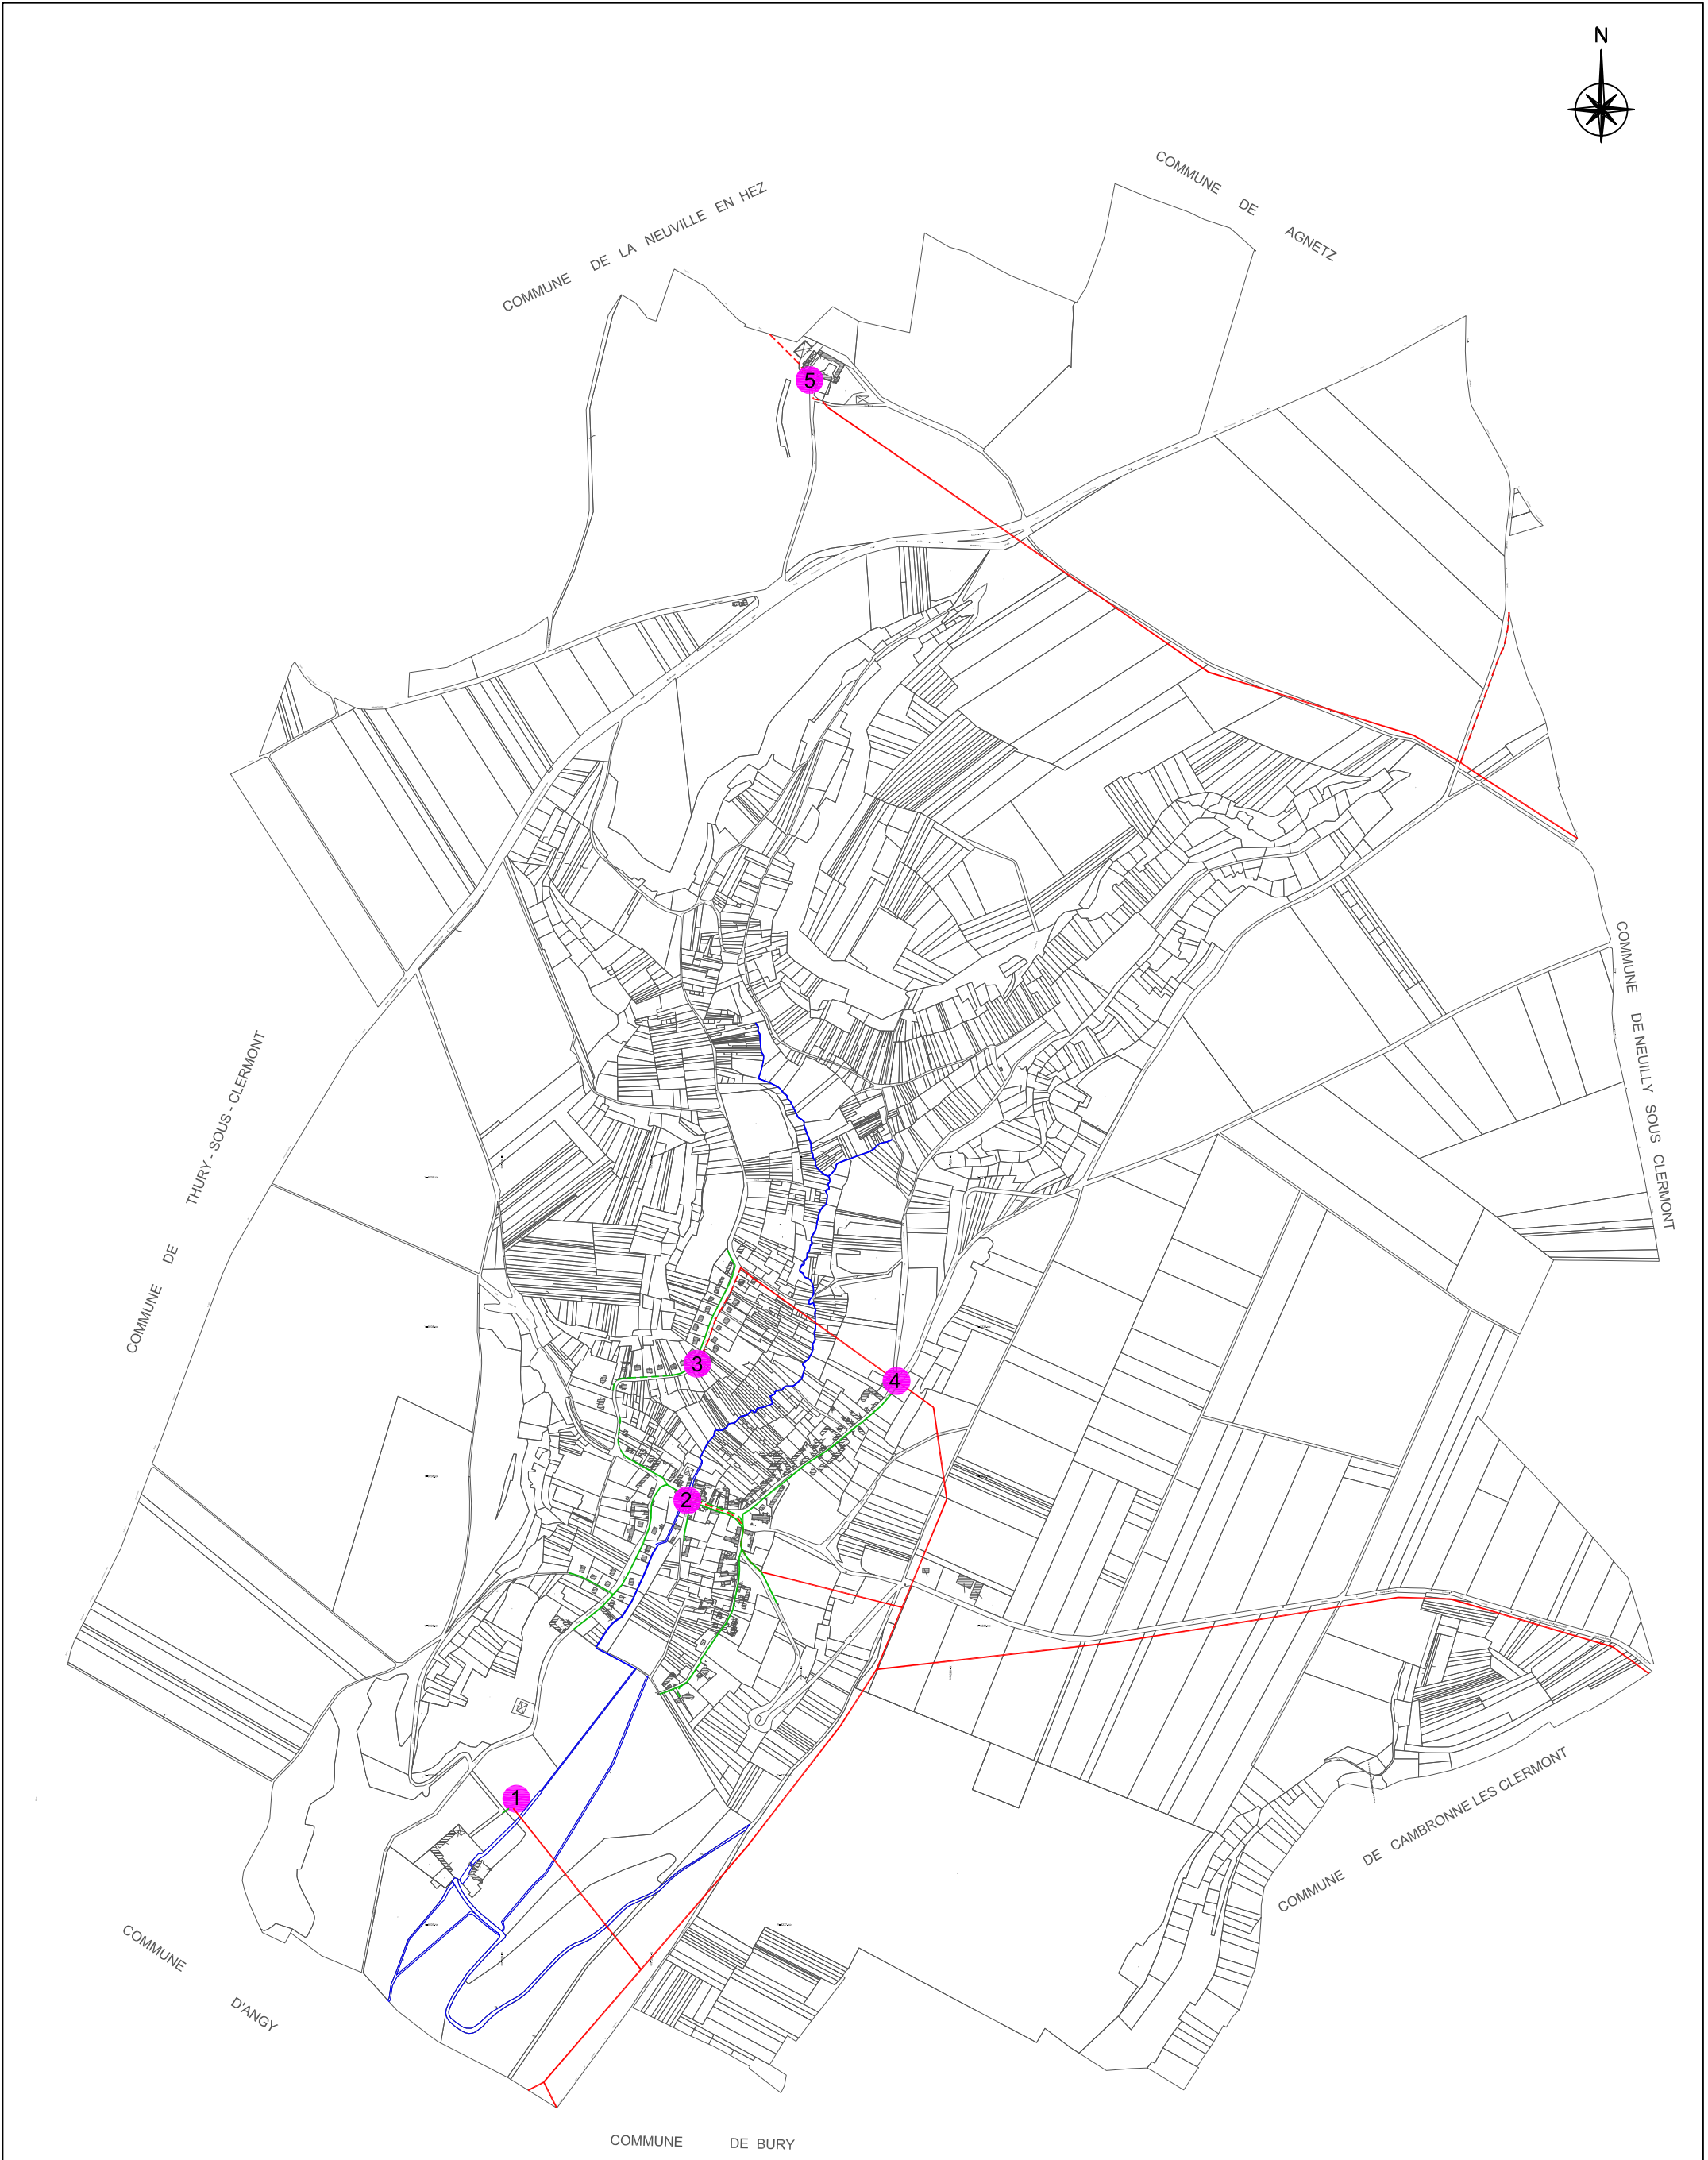 N
COMMUNE DE LA NEUVILLE EN HEZ
COMMUNE DE AGNETZ
5
COMMUNE DE NEUILLY SOUS CLERMONT
COMMUNE DE THURY - SOUS - CLERMONT
3
4
2
1
COMMUNE DE CAMBRONNE LES CLERMONT
COMMUNE D'ANGY
COMMUNE DE BURY